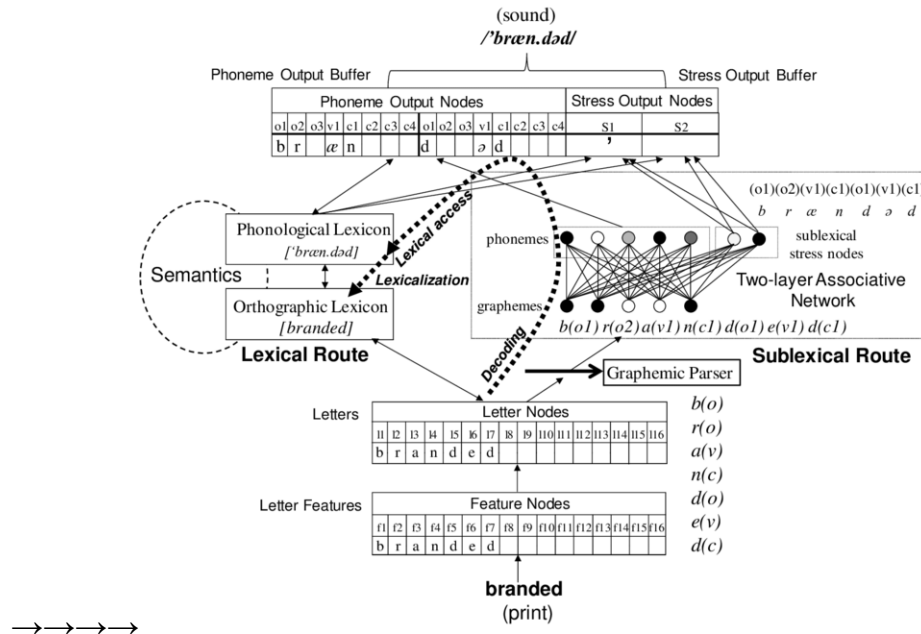 (sound)
/'bræn.dəd/
Phoneme Output Buffer
Stress Output Buffer
Phoneme Output Nodes
Stress Output Nodes
o1 o2 o3 v1 c1 c2 c3 c4 o1 o2 o3 v1 c1 c2 c3 c4 S1 S2
b r æ n d ə d '
(o1)(o2)(v1)(c1)(o1)(v1)(c1)
b r æ n d ə d
Lexical access
Phonological Lexicon
['bræn.dəd]
phonemes
sublexical
stress nodes
Semantics
Lexicalization
Two-layer Associative
Network
Orthographic Lexicon
[branded]
graphemes
b(o1) r(o2) a(v1) n(c1) d(o1) e(v1) d(c1)
Lexical Route
Decoding
Sublexical Route
Graphemic Parser
Letters
Letter Nodes
l1 l2 l3 l4 l5 l6 l7 l8 l9 l10 l11 l12 l13 l14 l15 l16
b r a n d e d
b(o)
r(o)
a(v)
n(c)
d(o)
e(v)
d(c)
Letter Features
Feature Nodes
f1 f2 f3 f4 f5 f6 f7 f8 f9 f10 f11 f12 f13 f14 f15 f16
b r a n d e d
branded
(print)
→→→→